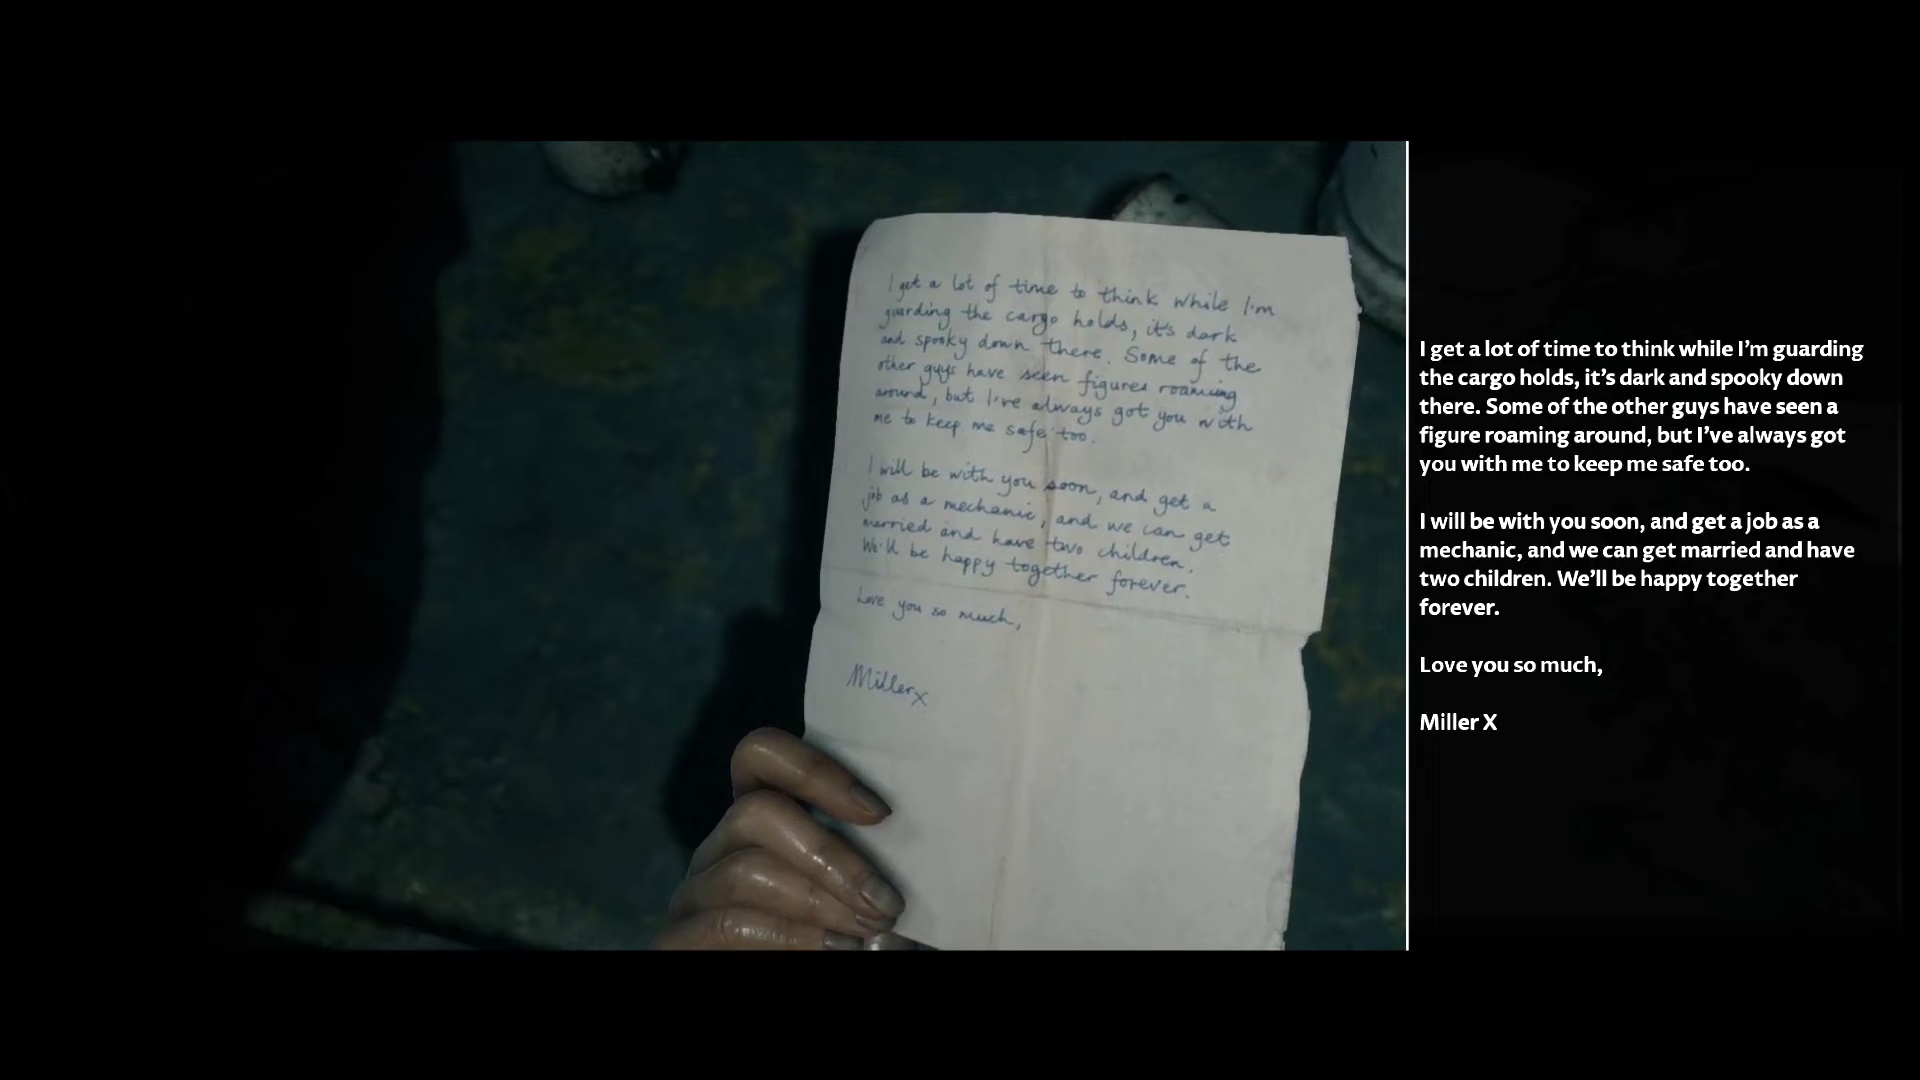 I get a lot of time to think while I'm
guarding the cargo holds, it's dark
and spooky down there. Some of the
other guys have seen figures roaming
around, but I've always got you with
me to keep me safe too.
I will be with you soon, and get a
job as a mechanic, and we can get
married and have two children.
We'll be happy together forever.
Love you so much,
Miller x
I get a lot of time to think while I'm guarding
the cargo holds, it's dark and spooky down
there. Some of the other guys have seen a
figure roaming around, but I've always got
you with me to keep me safe too.
I will be with you soon, and get a job as a
mechanic, and we can get married and have
two children. We'll be happy together
forever.
Love you so much,
Miller X